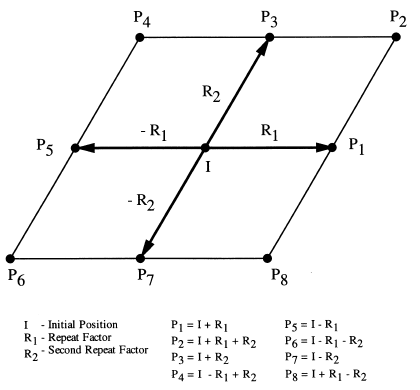 P4 P3 P2
R2
P5 - R1 R1 P1
I
- R2
P6 P7 P8
I - Initial Position
R1 - Repeat Factor
R2 - Second Repeat Factor
P1 = I + R1
P2 = I + R1 + R2
P3 = I + R2
P4 = I - R1 + R2
P5 = I - R1
P6 = I - R1 - R2
P7 = I - R2
P8 = I + R1 - R2